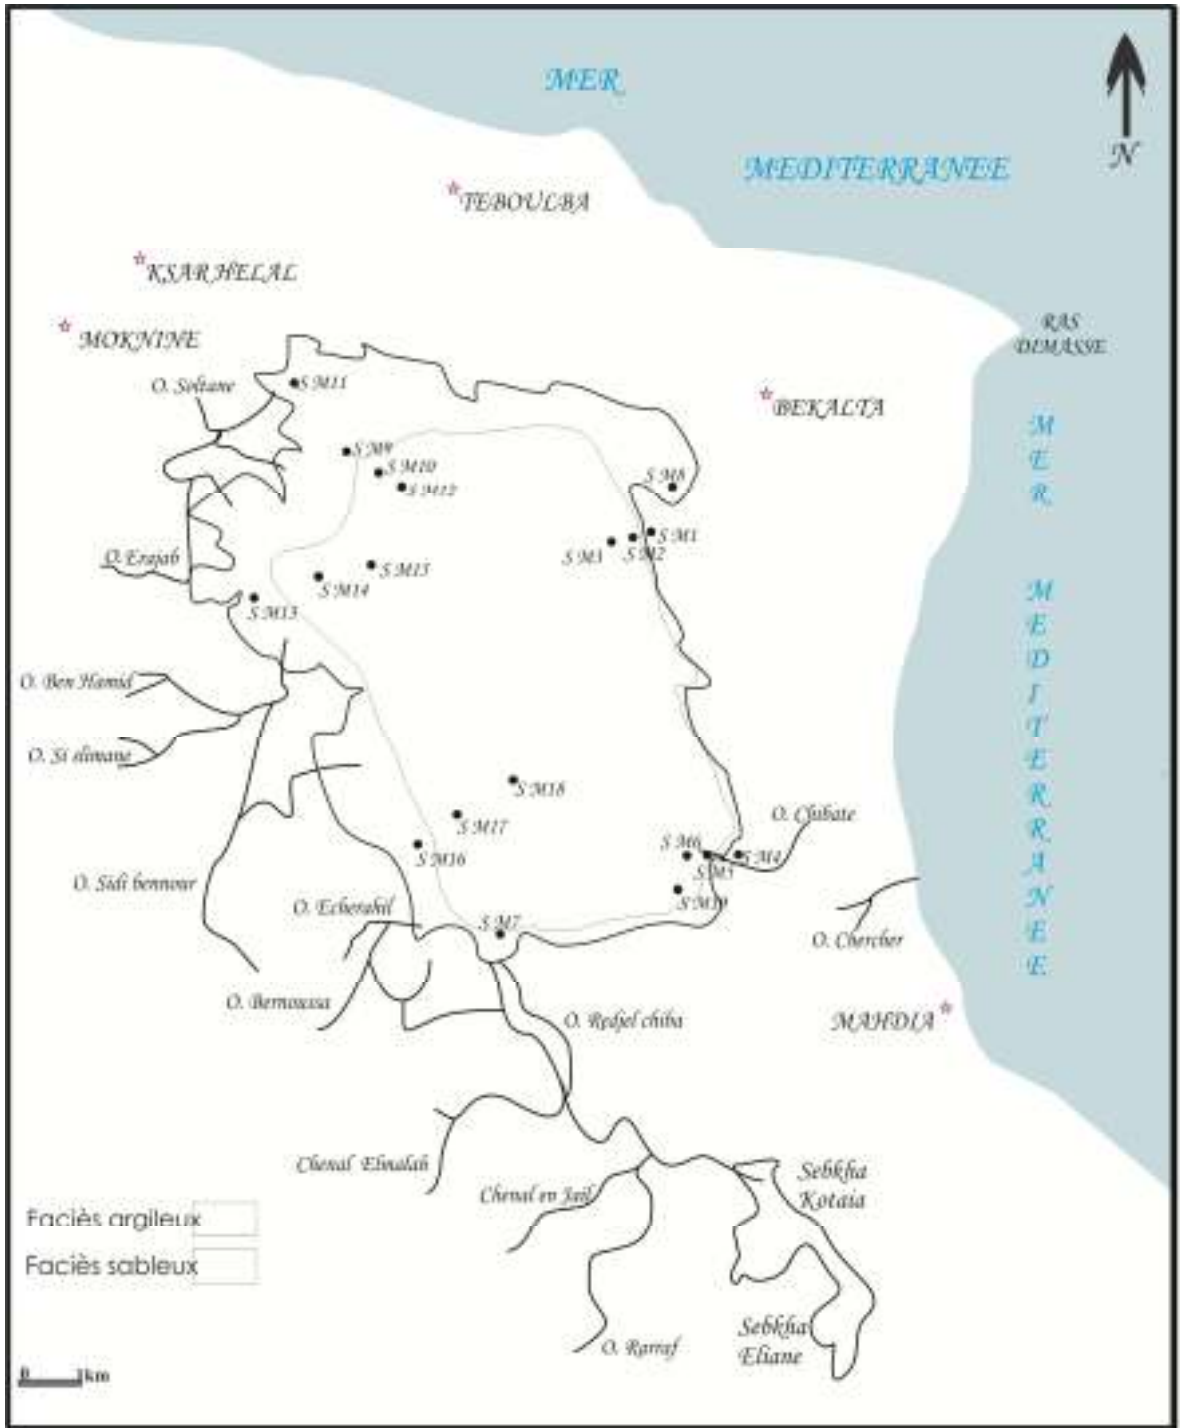 MER
MEDITERRANEE
N
TEBOULBA
KSAR HELAL
MOKNINE
RAS
DIMASSE
O. Soltane
S M11
BEKALTA
MER MEDITERRANEE
S M9
S M10
S M12
S M8
S M1
S M2
S M3
O. Erajab
S M15
S M14
S M13
O. Ben Hamid
O. Si slimane
S M18
S M17
O. Chibate
S M6
S M4
S M5
S M16
O. Sidi bennour
S M19
O. Echerahil
S M7
O. Chercher
O. Bernoussa
O. Redjel chiba
MAHDIA
Chenal Elmalah
Chenal en Jail
Sebkha
Kotaia
Faciès argileux
Faciès sableux
Sebkha
Eliane
O. Rarraf
0 1km